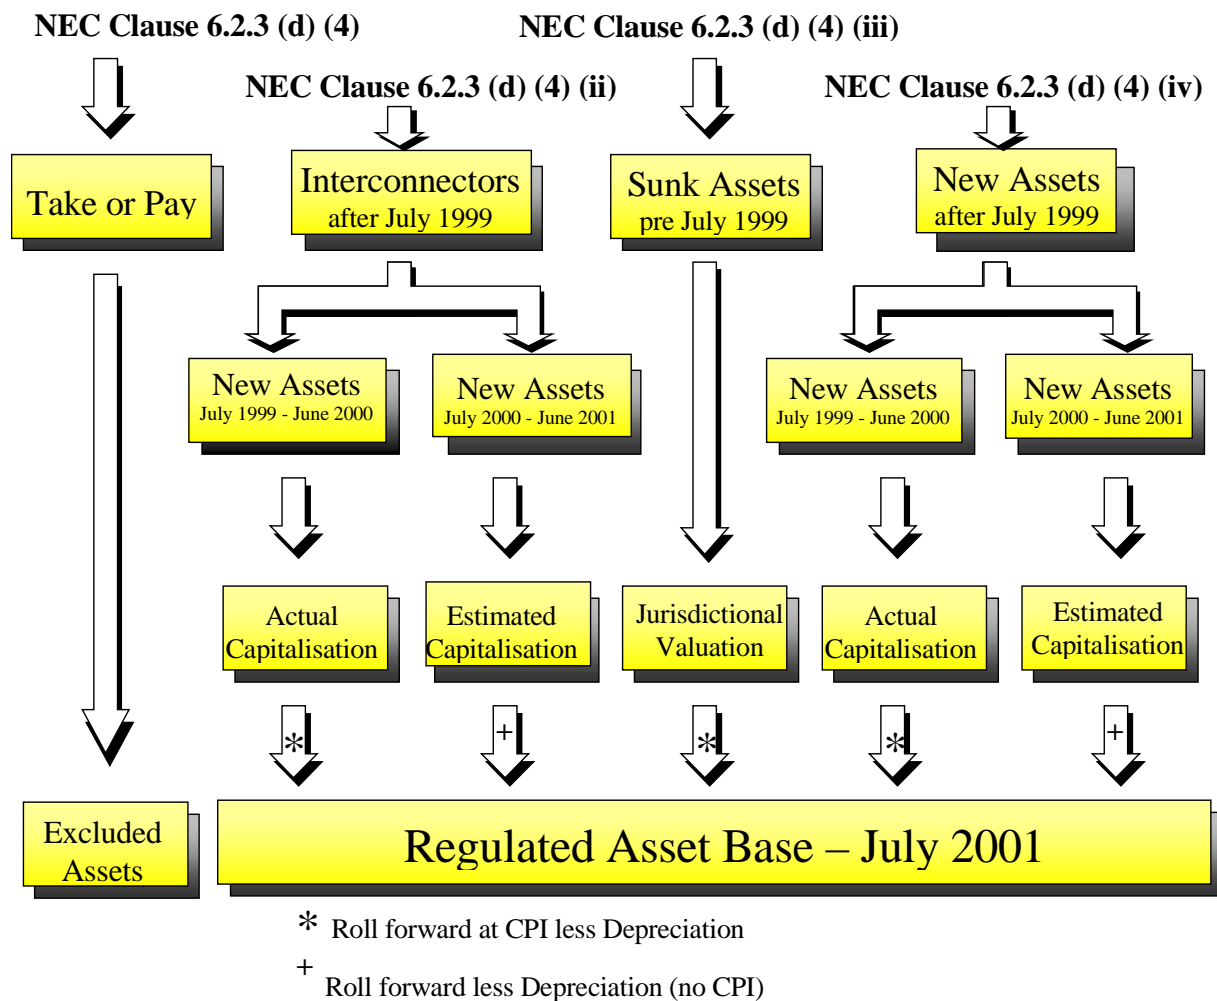 NEC Clause 6.2.3 (d) (4)
NEC Clause 6.2.3 (d) (4) (iii)
NEC Clause 6.2.3 (d) (4) (ii)
NEC Clause 6.2.3 (d) (4) (iv)
Take or Pay
Interconnectors
after July 1999
Sunk Assets
pre July 1999
New Assets
after July 1999
New Assets
July 1999 - June 2000
New Assets
July 2000 - June 2001
New Assets
July 1999 - June 2000
New Assets
July 2000 - June 2001
Actual
Capitalisation
Estimated
Capitalisation
Jurisdictional
Valuation
Actual
Capitalisation
Estimated
Capitalisation
*
+
*
*
+
Excluded
Assets
Regulated Asset Base – July 2001
* Roll forward at CPI less Depreciation
+ Roll forward less Depreciation (no CPI)